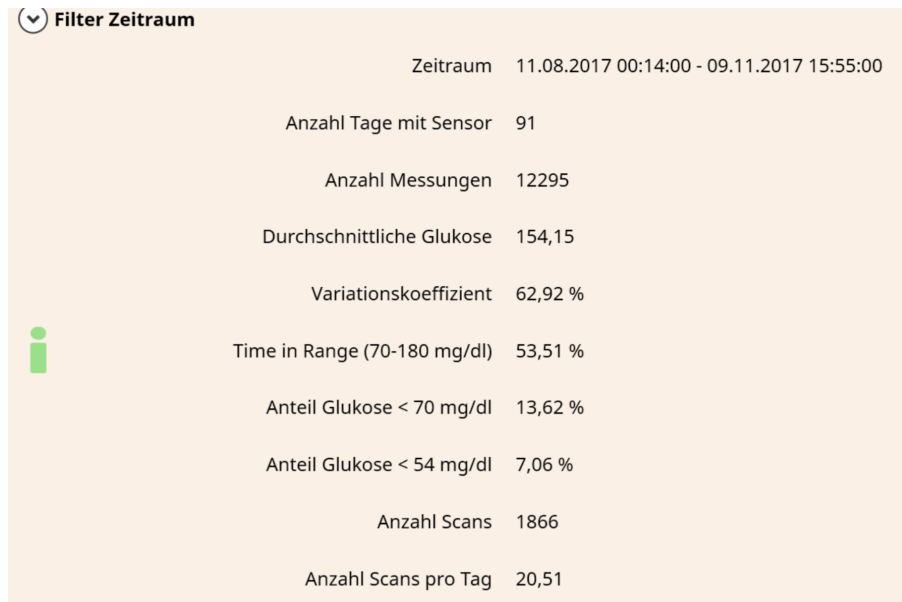 Filter Zeitraum
Zeitraum 11.08.2017 00:14:00 - 09.11.2017 15:55:00
Anzahl Tage mit Sensor 91
Anzahl Messungen 12295
Durchschnittliche Glukose 154,15
Variationskoeffizient 62,92 %
Time in Range (70-180 mg/dl) 53,51 %
Anteil Glukose < 70 mg/dl 13,62 %
Anteil Glukose < 54 mg/dl 7,06 %
Anzahl Scans 1866
Anzahl Scans pro Tag 20,51